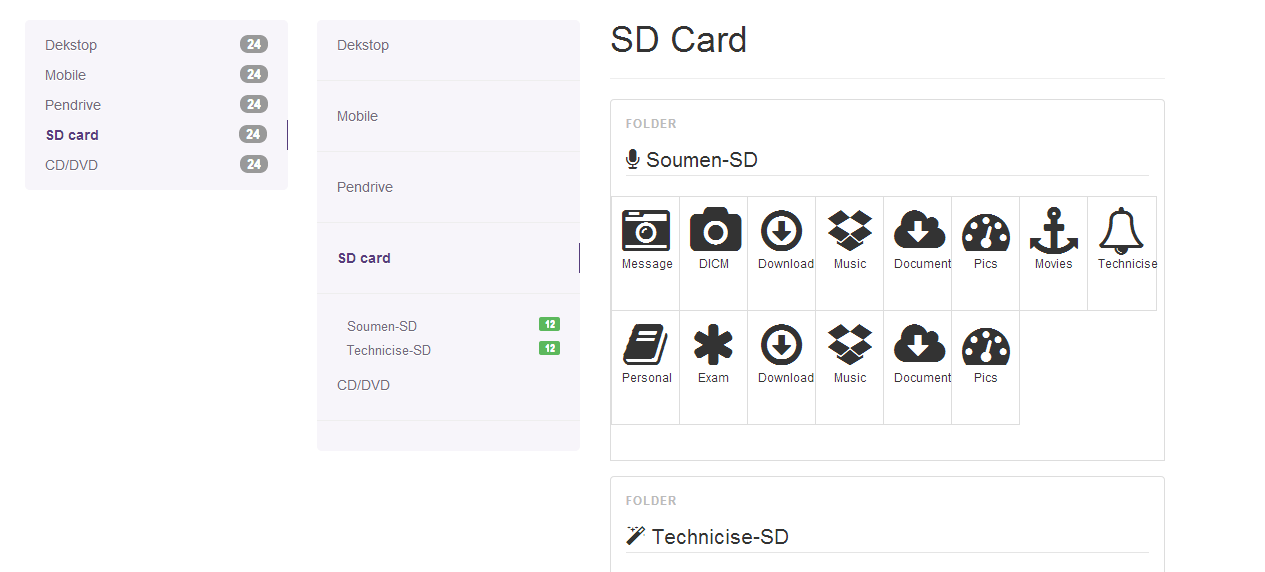 Dekstop 24
Mobile 24
Pendrive 24
SD card 24
CD/DVD 24
Dekstop
Mobile
Pendrive
SD card
Soumen-SD 12
Technicise-SD 12
CD/DVD
SD Card
FOLDER
Soumen-SD
Message DICM Download Music Document Pics Movies Technicise
Personal Exam Download Music Document Pics
FOLDER
Technicise-SD